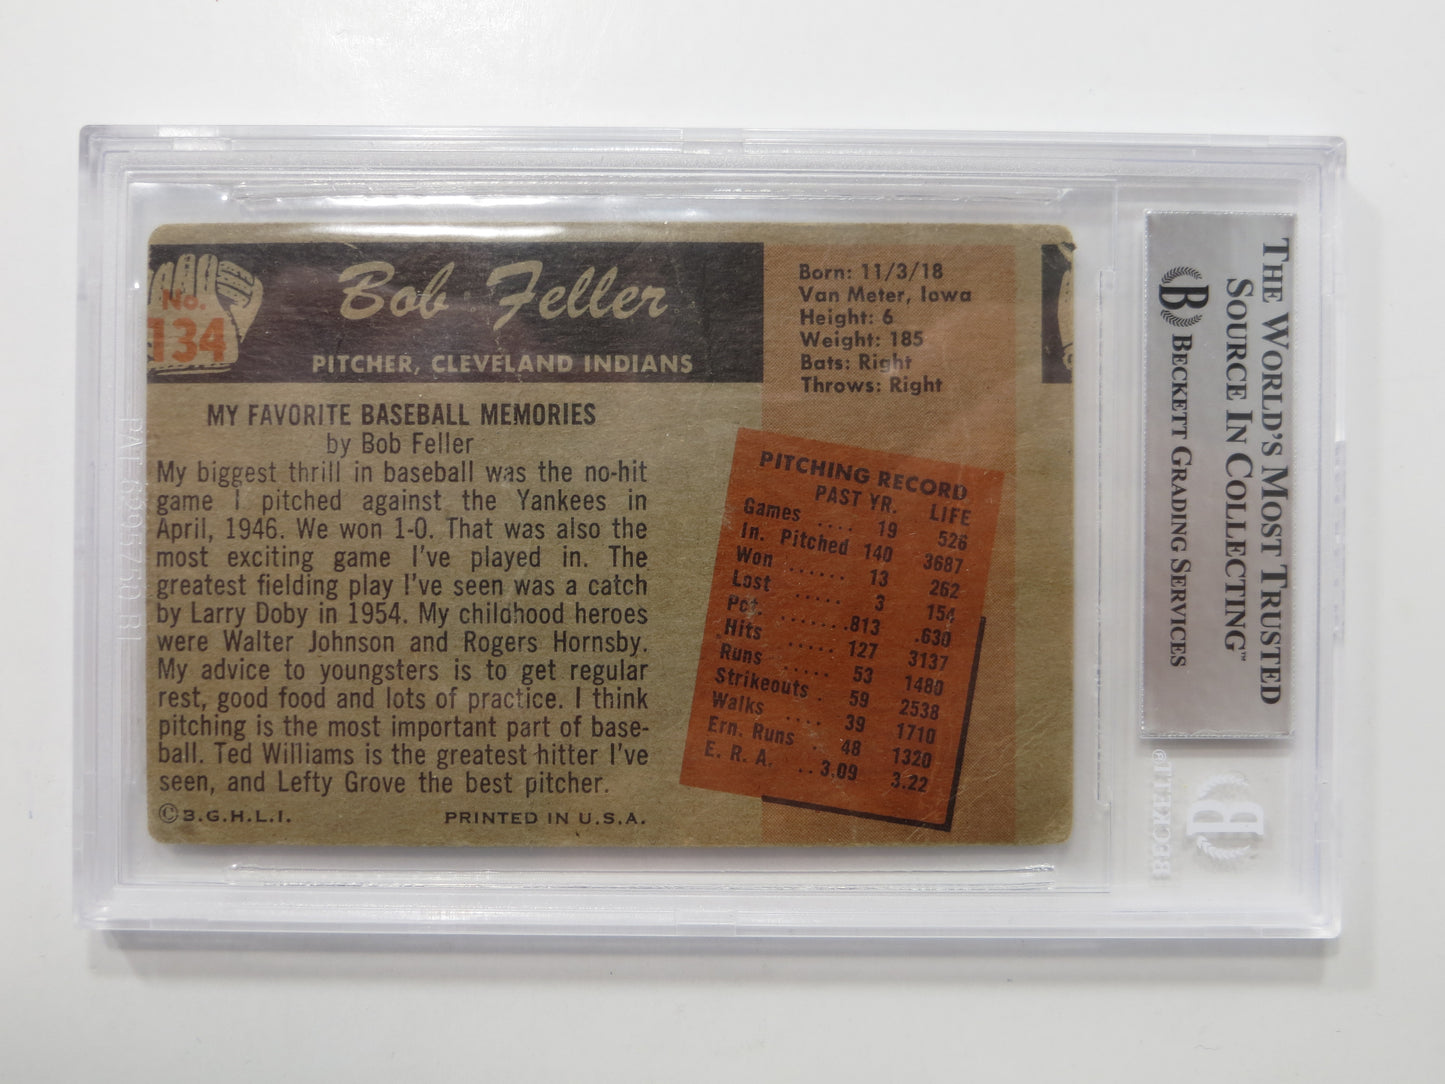 No.
134
Bob Feller
PITCHER, CLEVELAND INDIANS
Born: 11/3/18
Van Meter, Iowa
Height: 6
Weight: 185
Bats: Right
Throws: Right
MY FAVORITE BASEBALL MEMORIES
by Bob Feller
My biggest thrill in baseball was the no-hit
game I pitched against the Yankees in
April, 1946. We won 1-0. That was also the
most exciting game I've played in. The
greatest fielding play I've seen was a catch
by Larry Doby in 1954. My childhood heroes
were Walter Johnson and Rogers Hornsby.
My advice to youngsters is to get regular
rest, good food and lots of practice. I think
pitching is the most important part of base-
ball. Ted Williams is the greatest hitter I've
seen, and Lefty Grove the best pitcher.
©B.G.H.L.I. PRINTED IN U.S.A.
PITCHING RECORD
PAST YR. LIFE
Games .... 19 526
In. Pitched 140 3687
Won ...... 13 262
Lost ..... 3 154
Pct. ...... .813 .630
Hits ..... 127 3137
Runs ..... 53 1480
Strikeouts . 59 2538
Walks .... 39 1710
Ern. Runs . 48 1320
E. R. A. .. 3.09 3.22
THE WORLD'S MOST TRUSTED
SOURCE IN COLLECTING™
B BECKETT GRADING SERVICES
BECKETT®
B